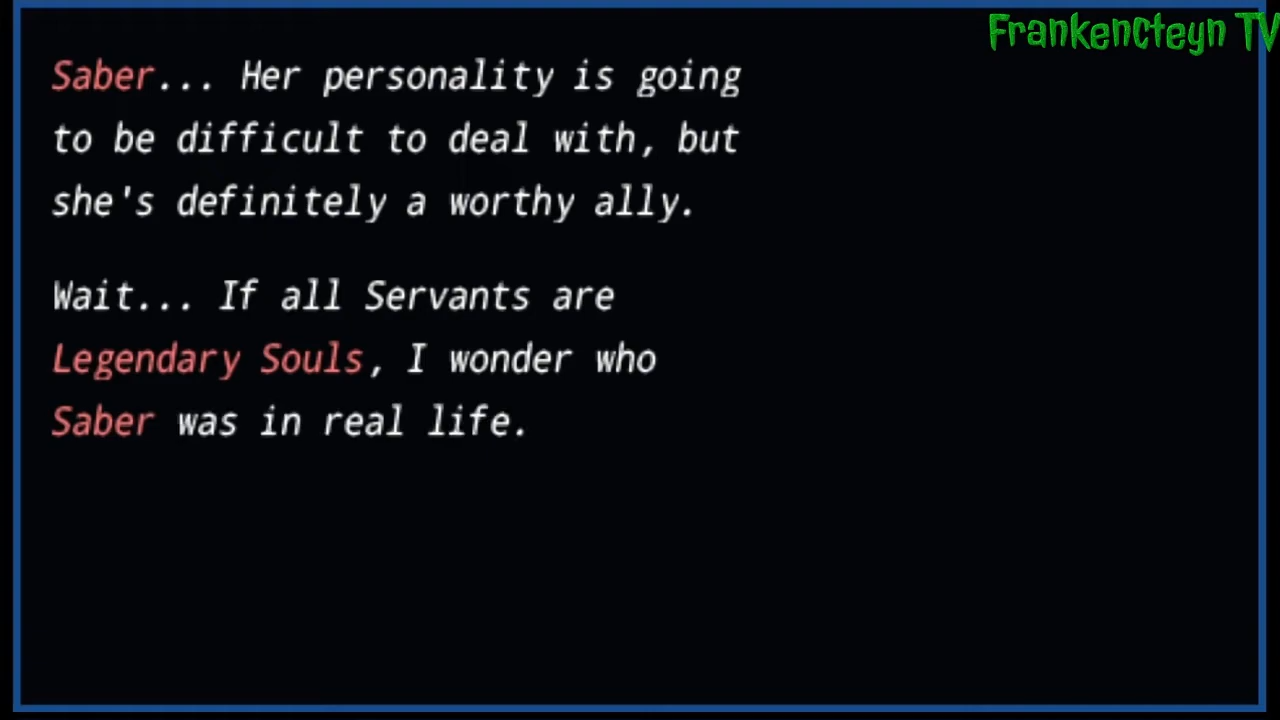 FrankenCteyn TV
Saber... Her personality is going
to be difficult to deal with, but
she's definitely a worthy ally.
Wait... If all Servants are
Legendary Souls, I wonder who
Saber was in real life.